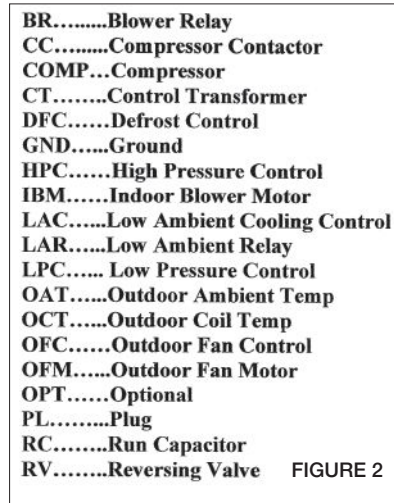 BR.........Blower Relay
CC.........Compressor Contactor
COMP...Compressor
CT........Control Transformer
DFC......Defrost Control
GND......Ground
HPC......High Pressure Control
IBM......Indoor Blower Motor
LAC.....Low Ambient Cooling Control
LAR......Low Ambient Relay
LPC...... Low Pressure Control
OAT......Outdoor Ambient Temp
OCT......Outdoor Coil Temp
OFC......Outdoor Fan Control
OFM......Outdoor Fan Motor
OPT......Optional
PL.........Plug
RC........Run Capacitor
RV........Reversing Valve FIGURE 2